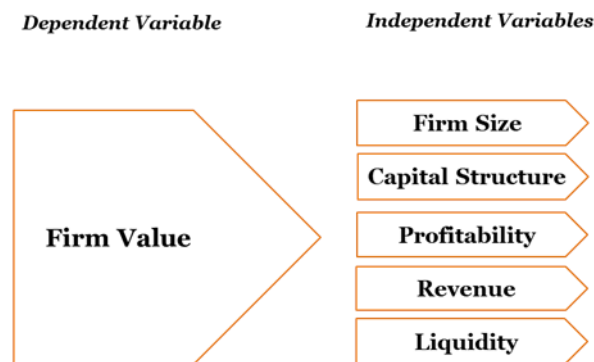 Dependent Variable
Independent Variables
Firm Size
Capital Structure
Profitability
Firm Value
Revenue
Liquidity